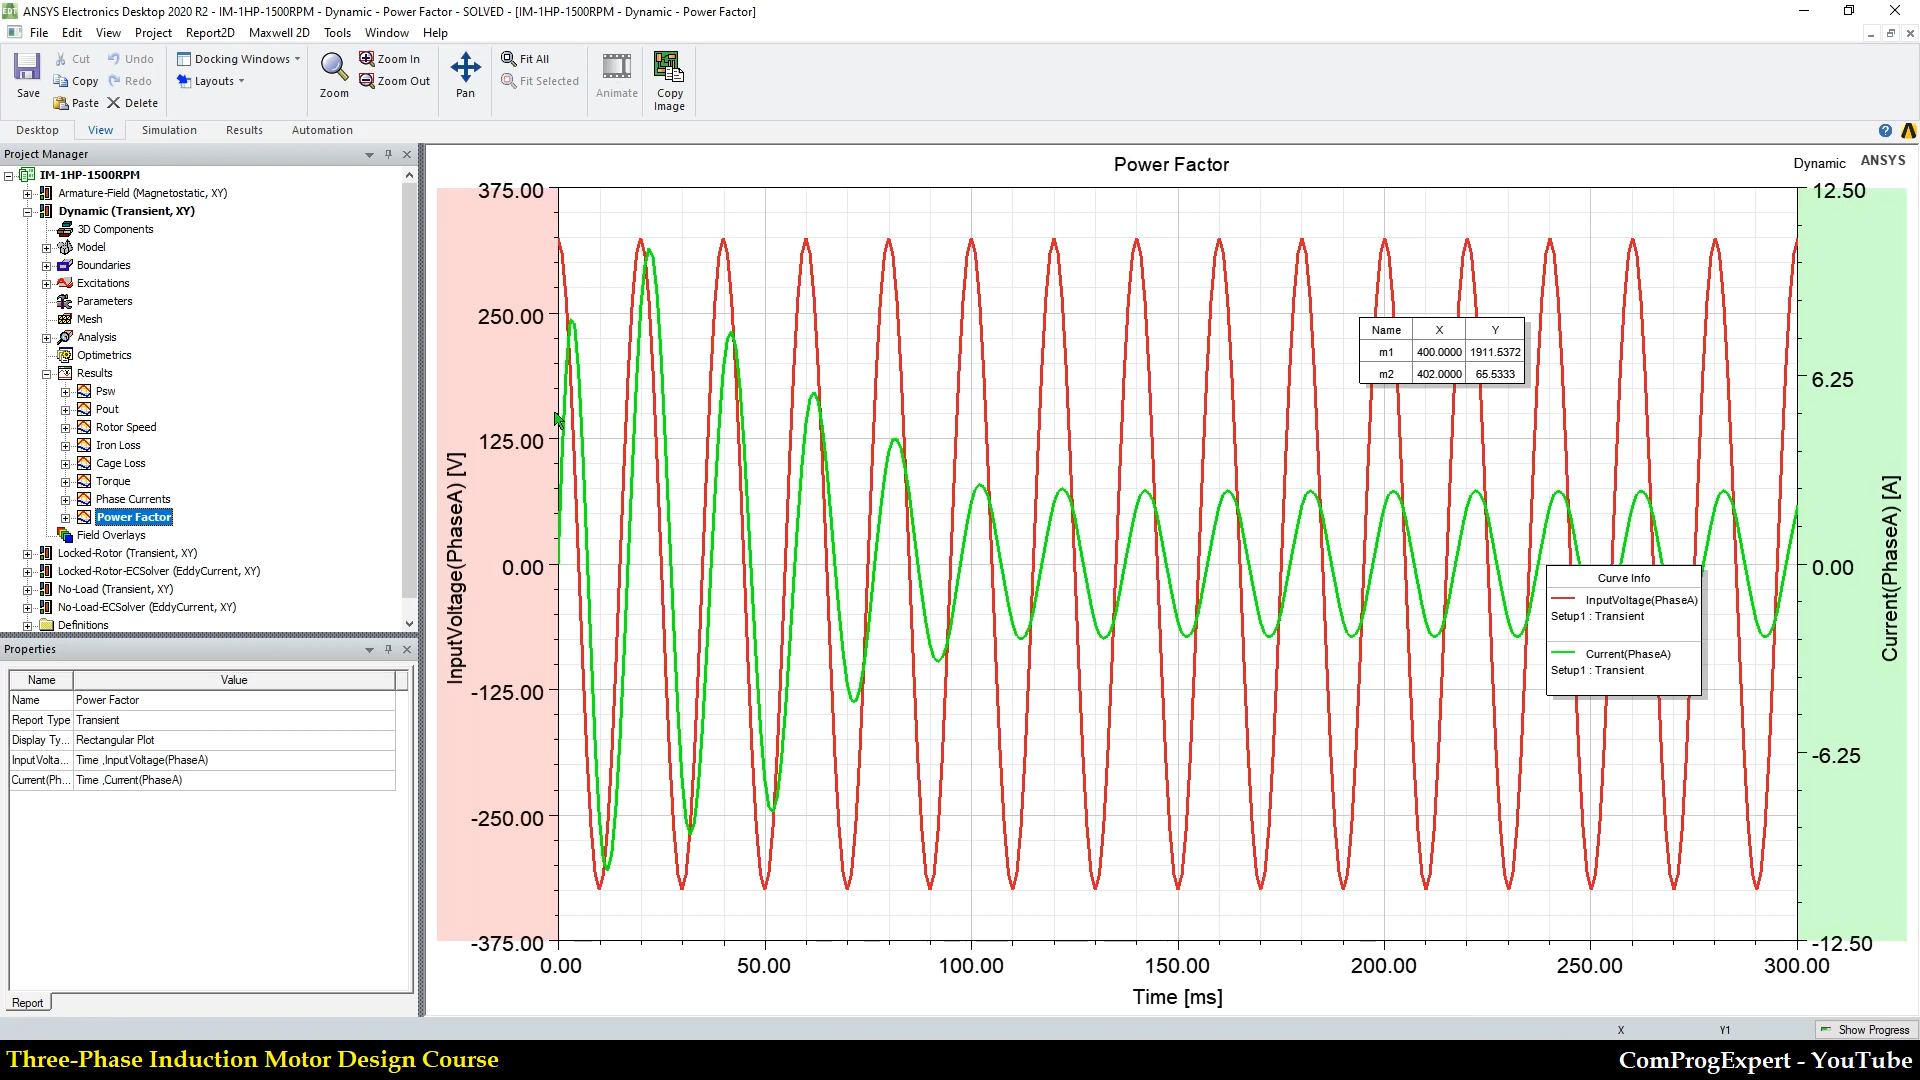 ANSYS Electronics Desktop 2020 R2 - IM-1HP-1500RPM - Dynamic - Power Factor - SOLVED - [IM-1HP-1500RPM - Dynamic - Power Factor]
File Edit View Project Report2D Maxwell 2D Tools Window Help
Save
Cut
Copy
Paste
Undo
Redo
Delete
Docking Windows
Layouts
Zoom
Zoom In
Zoom Out
Pan
Fit All
Fit Selected
Animate
Copy
Image
Desktop View Simulation Results Automation
Project Manager
IM-1HP-1500RPM
Armature-Field (Magnetostatic, XY)
Dynamic (Transient, XY)
3D Components
Model
Boundaries
Excitations
Parameters
Mesh
Analysis
Optimetrics
Results
Psw
Pout
Rotor Speed
Iron Loss
Cage Loss
Torque
Phase Currents
Power Factor
Field Overlays
Locked-Rotor (Transient, XY)
Locked-Rotor-ECSolver (EddyCurrent, XY)
No-Load (Transient, XY)
No-Load-ECSolver (EddyCurrent, XY)
Definitions
Properties
Name Value
Name Power Factor
Report Type Transient
Display Ty... Rectangular Plot
InputVolta... Time ,InputVoltage(PhaseA)
Current(Ph... Time ,Current(PhaseA)
Report
Power Factor
Dynamic ANSYS
375.00
250.00
125.00
0.00
-125.00
-250.00
-375.00
InputVoltage(PhaseA) [V]
Name X Y
m1 400.0000 1911.5372
m2 402.0000 65.5333
Curve Info
InputVoltage(PhaseA)
Setup1 : Transient
Current(PhaseA)
Setup1 : Transient
12.50
6.25
0.00
-6.25
-12.50
Current(PhaseA) [A]
0.00 50.00 100.00 150.00 200.00 250.00 300.00
Time [ms]
X Y1 Show Progress
Three-Phase Induction Motor Design Course
ComProgExpert - YouTube